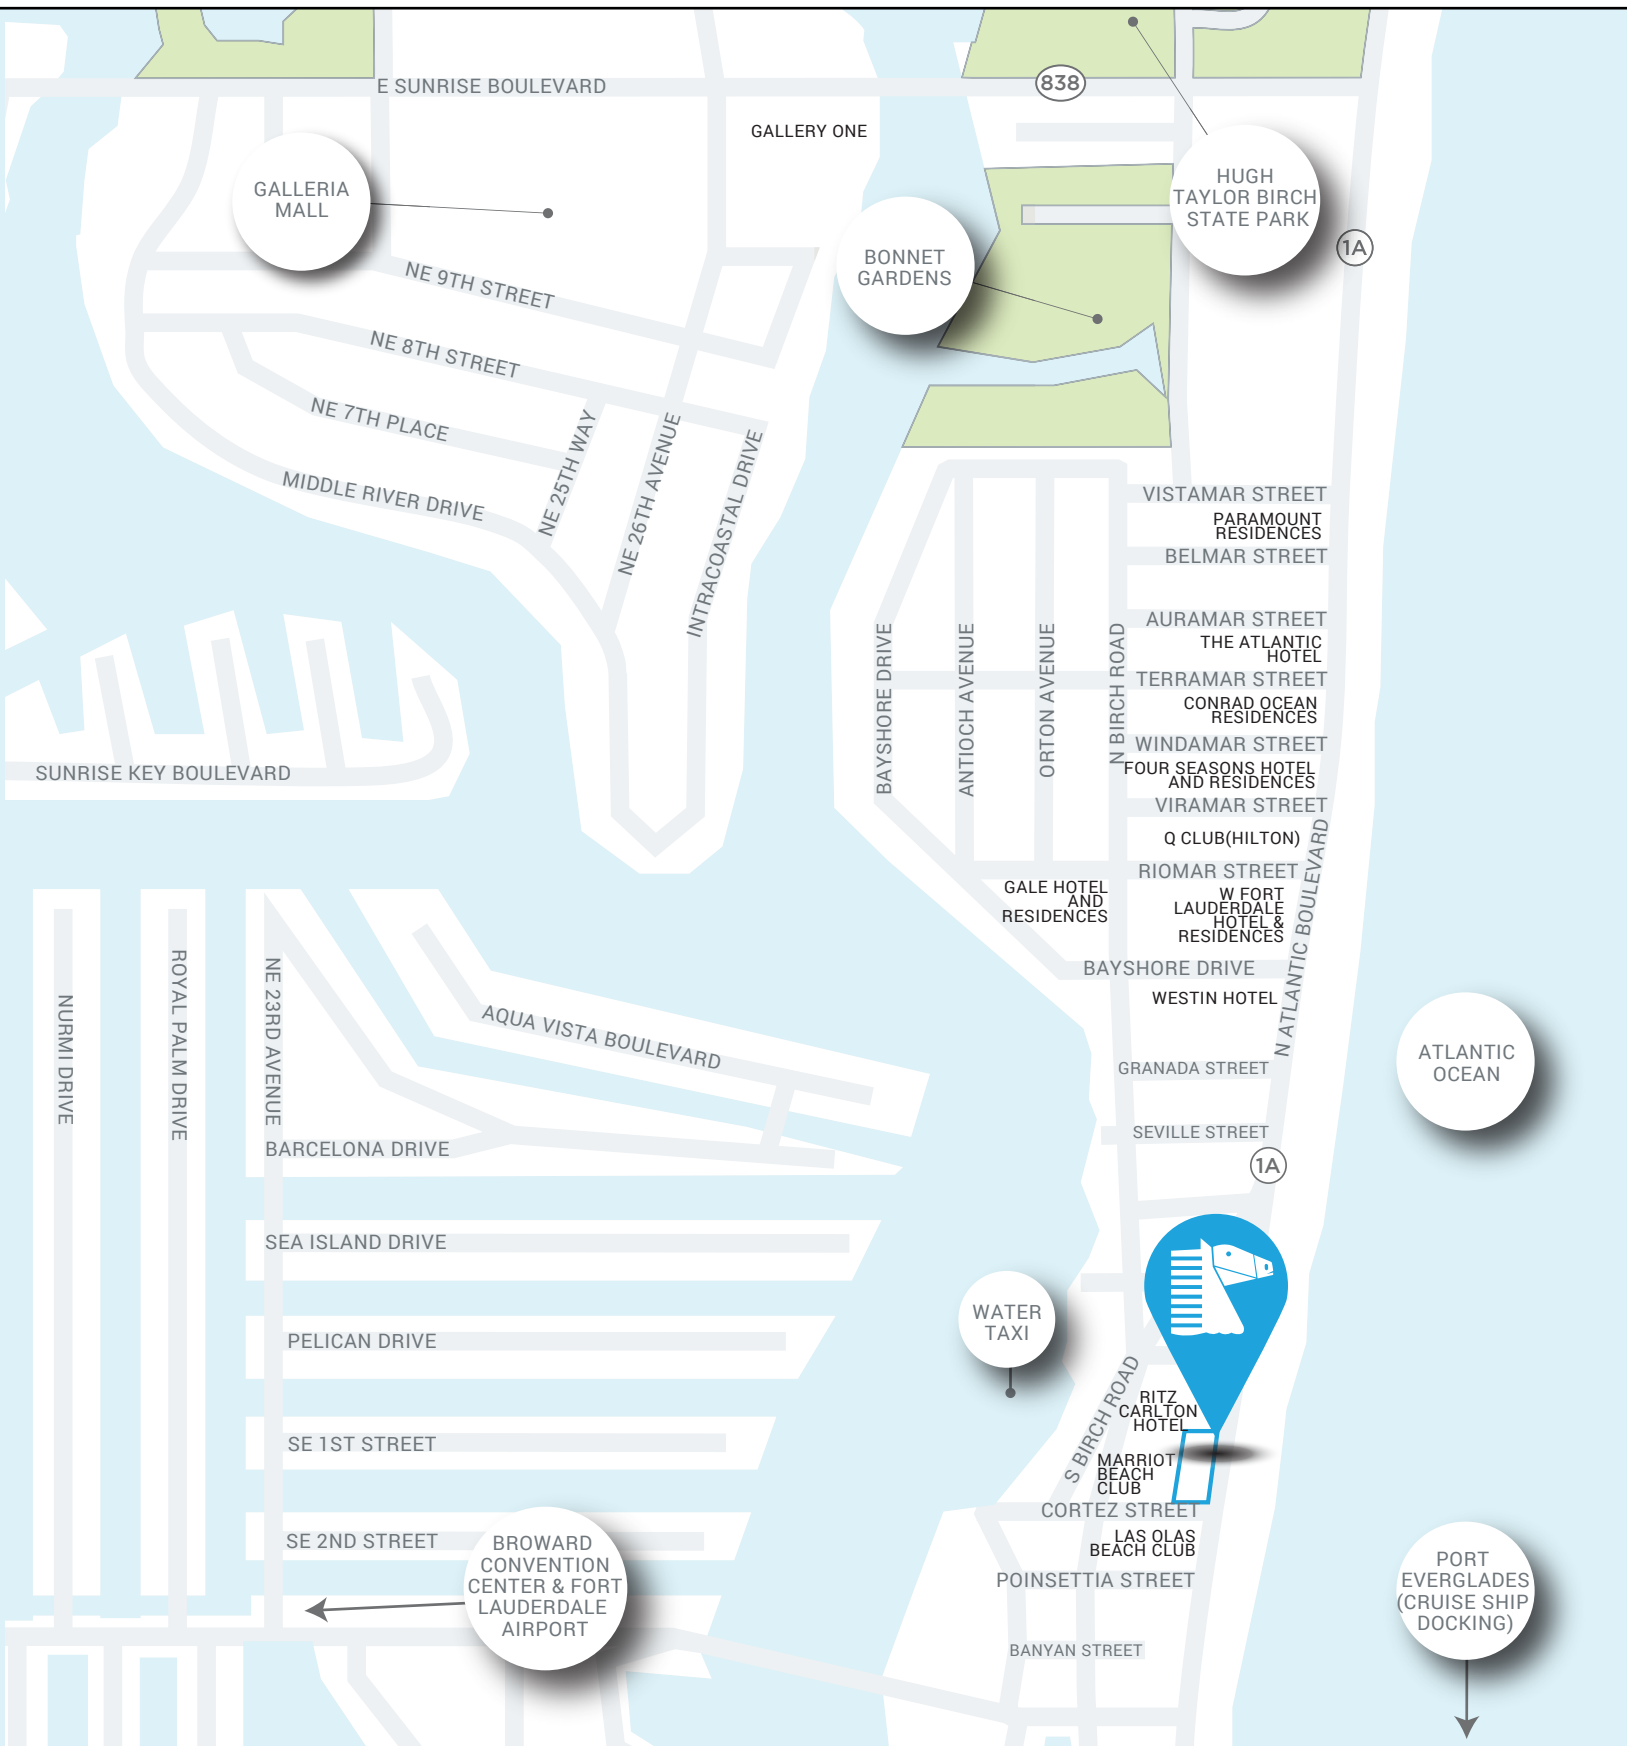 E SUNRISE BOULEVARD
838
GALLERY ONE
GALLERIA
MALL
HUGH
TAYLOR BIRCH
STATE PARK
1A
BONNET
GARDENS
NE 9TH STREET
NE 8TH STREET
NE 7TH PLACE
MIDDLE RIVER DRIVE
NE 25TH WAY
NE 26TH AVENUE
INTRACOASTAL DRIVE
VISTAMAR STREET
PARAMOUNT
RESIDENCES
BELMAR STREET
AURAMAR STREET
THE ATLANTIC
HOTEL
TERRAMAR STREET
CONRAD OCEAN
RESIDENCES
WINDAMAR STREET
FOUR SEASONS HOTEL
AND RESIDENCES
VIRAMAR STREET
Q CLUB(HILTON)
RIOMAR STREET
BAYSHORE DRIVE
ANTIOCH AVENUE
ORTON AVENUE
N BIRCH ROAD
SUNRISE KEY BOULEVARD
GALE HOTEL
AND
RESIDENCES
W FORT
LAUDERDALE
HOTEL &
RESIDENCES
N ATLANTIC BOULEVARD
BAYSHORE DRIVE
WESTIN HOTEL
NURMI DRIVE
ROYAL PALM DRIVE
NE 23RD AVENUE
AQUA VISTA BOULEVARD
ATLANTIC
OCEAN
GRANADA STREET
SEVILLE STREET
1A
BARCELONA DRIVE
SEA ISLAND DRIVE
PELICAN DRIVE
WATER
TAXI
S BIRCH ROAD
RITZ
CARLTON
HOTEL
SE 1ST STREET
MARRIOT
BEACH
CLUB
CORTEZ STREET
SE 2ND STREET
BROWARD
CONVENTION
CENTER & FORT
LAUDERDALE
AIRPORT
LAS OLAS
BEACH CLUB
POINSETTIA STREET
PORT
EVERGLADES
(CRUISE SHIP
DOCKING)
BANYAN STREET